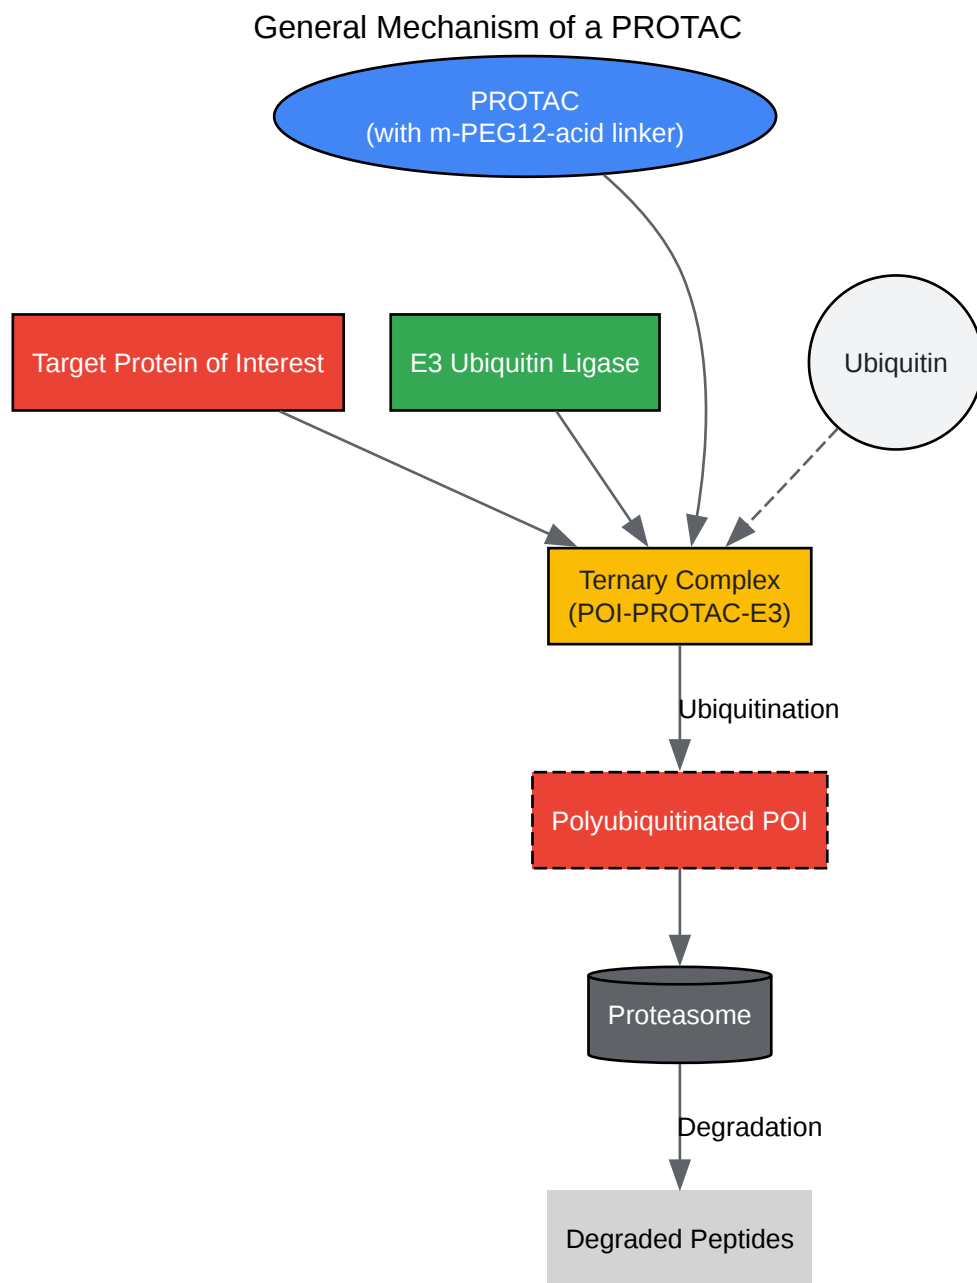 General Mechanism of a PROTAC
PROTAC
(with m-PEG12-acid linker)
Target Protein of Interest
E3 Ubiquitin Ligase
Ubiquitin
Ternary Complex
(POI-PROTAC-E3)
Ubiquitination
Polyubiquitinated POI
Proteasome
Degradation
Degraded Peptides